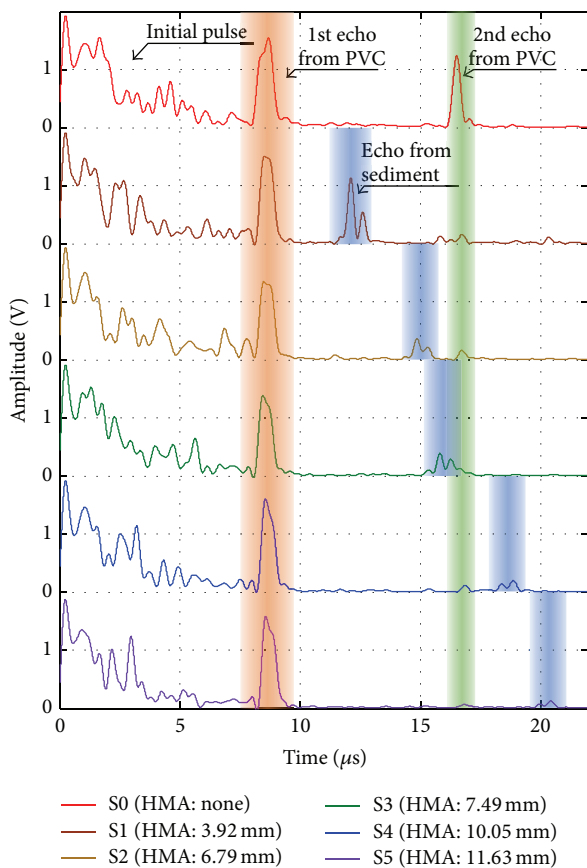 Initial pulse
1st echo
from PVC
2nd echo
from PVC
1
0
Echo from
sediment
1
0
1
0
1
0
1
0
1
0
5
10
15
20
Amplitude (V)
Time (μs)
S0 (HMA: none)
S1 (HMA: 3.92 mm)
S2 (HMA: 6.79 mm)
S3 (HMA: 7.49 mm)
S4 (HMA: 10.05 mm)
S5 (HMA: 11.63 mm)